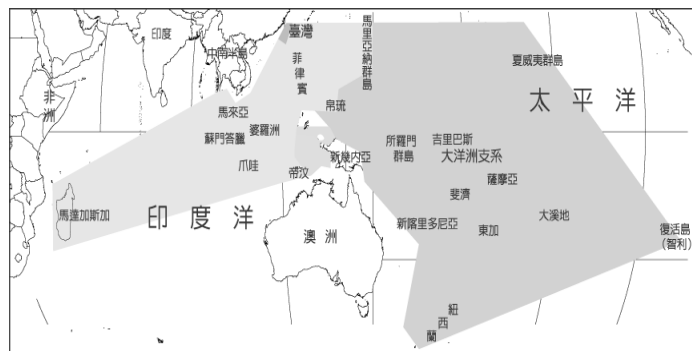 印度
臺灣
馬里亞納群島
中南半島
菲律賓
夏威夷群島
非洲
太平洋
馬來亞
帛琉
婆羅洲
蘇門答臘
所羅門
群島
吉里巴斯
大洋洲支系
新幾內亞
爪哇
帝汶
薩摩亞
斐濟
馬達加斯加
印度洋
澳洲
新喀里多尼亞
東加
大溪地
復活島
（智利）
紐西蘭